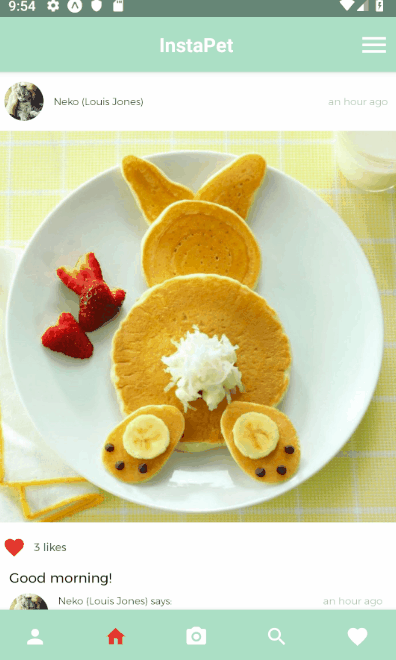 9:54
InstaPet
Neko (Louis Jones)
an hour ago
3 likes
Good morning!
Neko (Louis Jones) says:
an hour ago